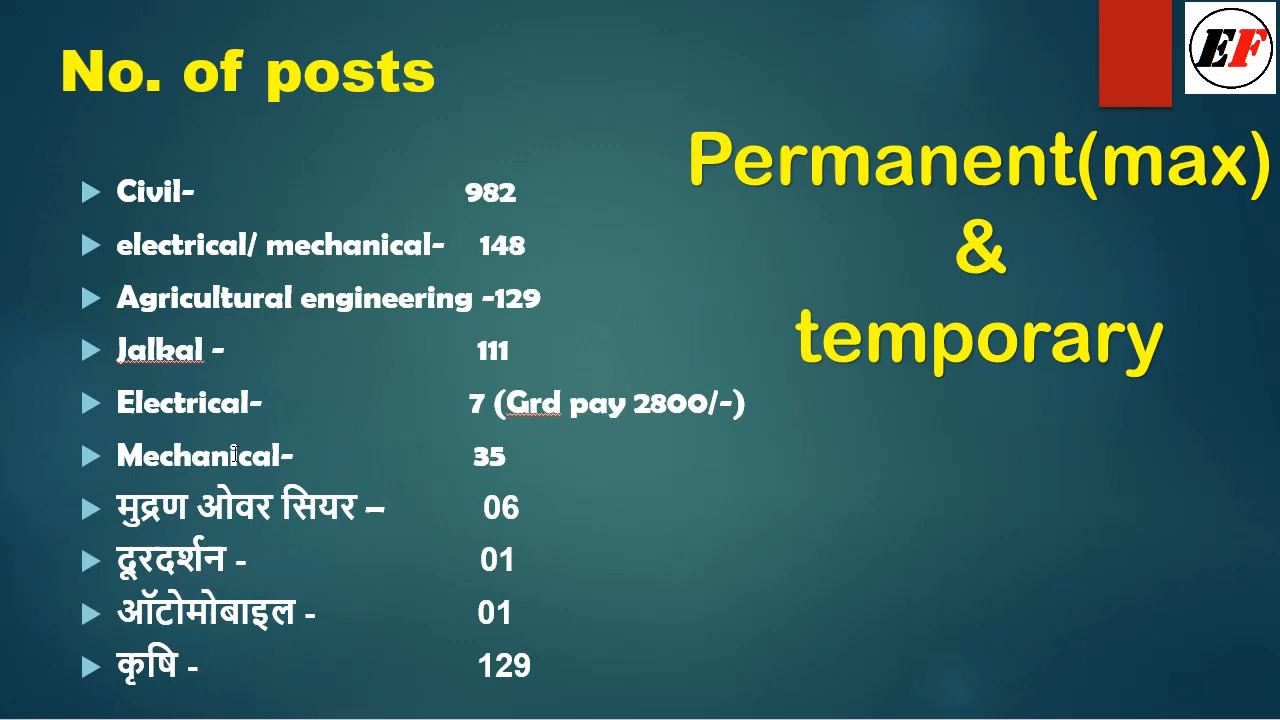 No. of posts
EF
Permanent(max)
&
temporary
Civil- 982
electrical/ mechanical- 148
Agricultural engineering -129
Jalkal - 111
Electrical- 7 (Grd pay 2800/-)
Mechanical- 35
मुद्रण ओवर सियर – 06
दूरदर्शन - 01
ऑटोमोबाइल - 01
कृषि - 129